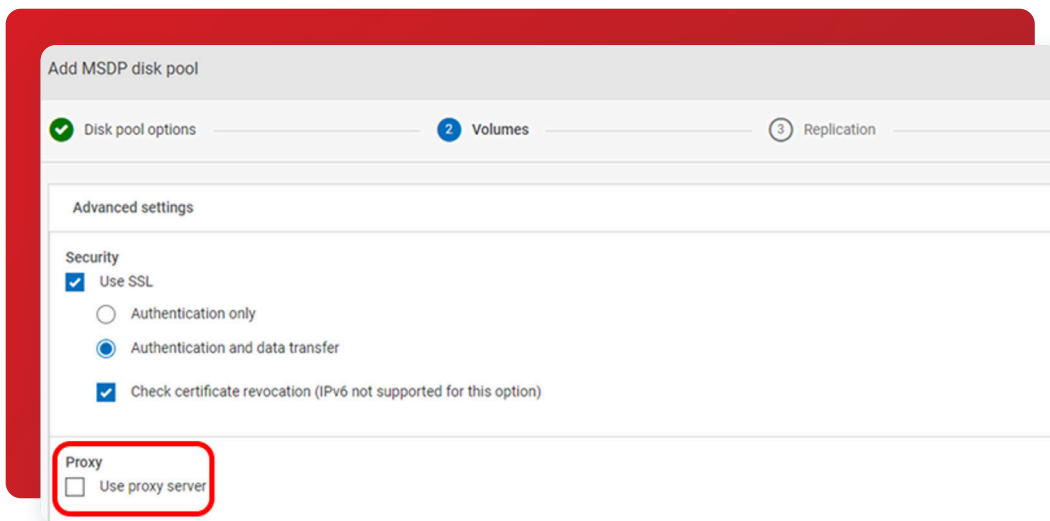 Add MSDP disk pool
Disk pool options
2 Volumes
3 Replication
Advanced settings
Security
Use SSL
Authentication only
Authentication and data transfer
Check certificate revocation (IPv6 not supported for this option)
Proxy
Use proxy server